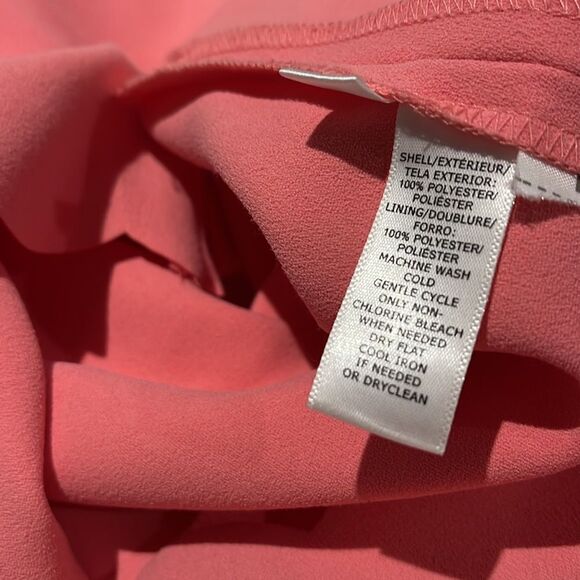 SHELL/EXTÉRIEUR/
TELA EXTERIOR:
100% POLYESTER/
POLIÉSTER
LINING/DOUBLURE/
FORRO:
100% POLYESTER/
POLIÉSTER
MACHINE WASH
COLD
GENTLE CYCLE
ONLY NON-
CHLORINE BLEACH
WHEN NEEDED
DRY FLAT
COOL IRON
IF NEEDED
OR DRYCLEAN